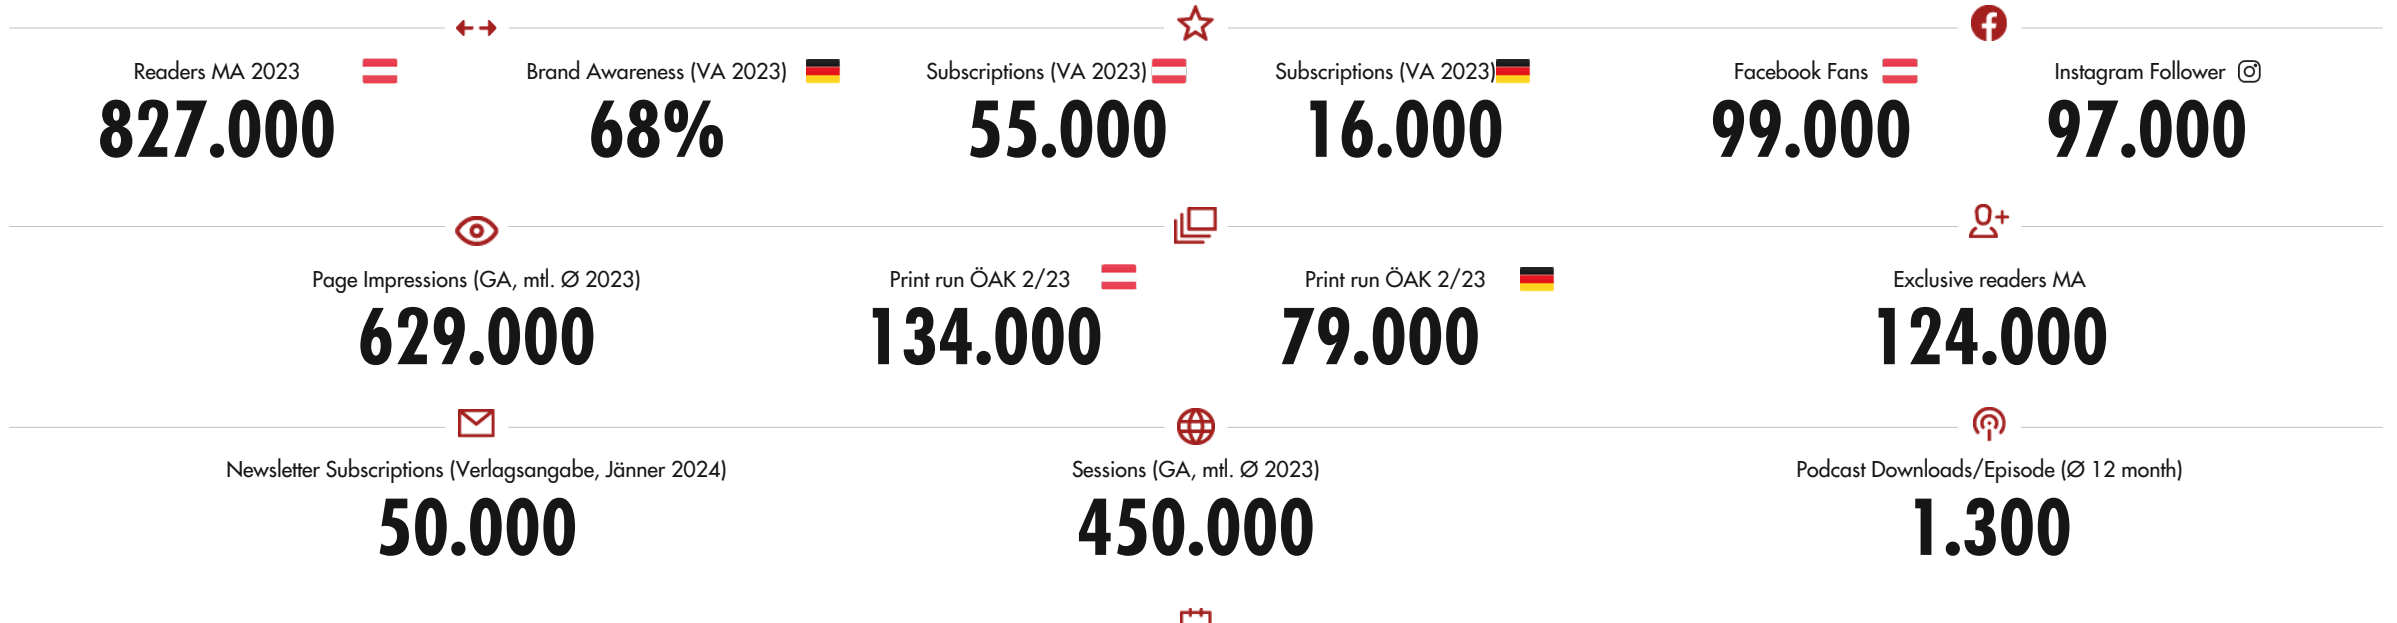 Readers MA 2023
827.000
Brand Awareness (VA 2023)
68%
Subscriptions (VA 2023)
55.000
Subscriptions (VA 2023)
16.000
Facebook Fans
99.000
Instagram Follower
97.000
Page Impressions (GA, mtl. Ø 2023)
629.000
Print run ÖAK 2/23
134.000
Print run ÖAK 2/23
79.000
Exclusive readers MA
124.000
Newsletter Subscriptions (Verlagsangabe, Jänner 2024)
50.000
Sessions (GA, mtl. Ø 2023)
450.000
Podcast Downloads/Episode (Ø 12 month)
1.300